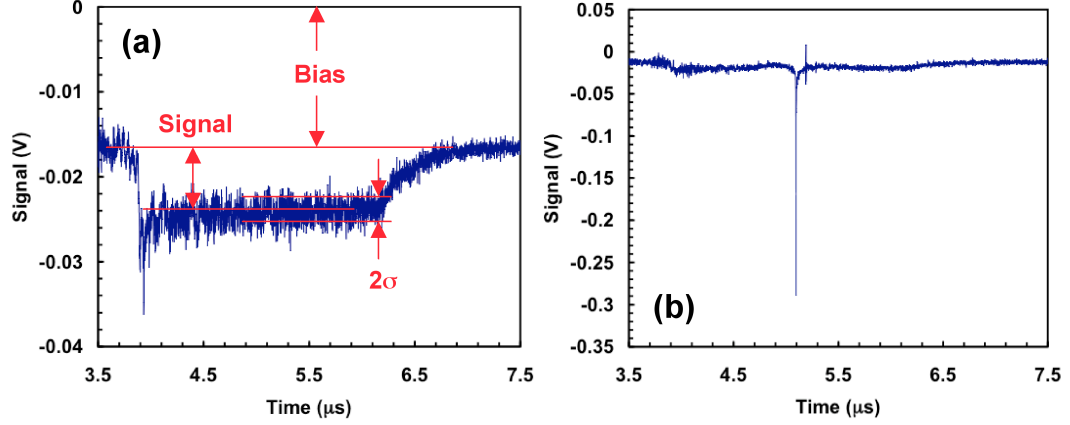 (a)
Bias
Signal
2σ
0
-0.01
-0.02
-0.03
-0.04
Signal (V)
3.5 4.5 5.5 6.5 7.5
Time (μs)
(b)
0.05
0
-0.05
-0.1
-0.15
-0.2
-0.25
-0.3
-0.35
Signal (V)
3.5 4.5 5.5 6.5 7.5
Time (μs)